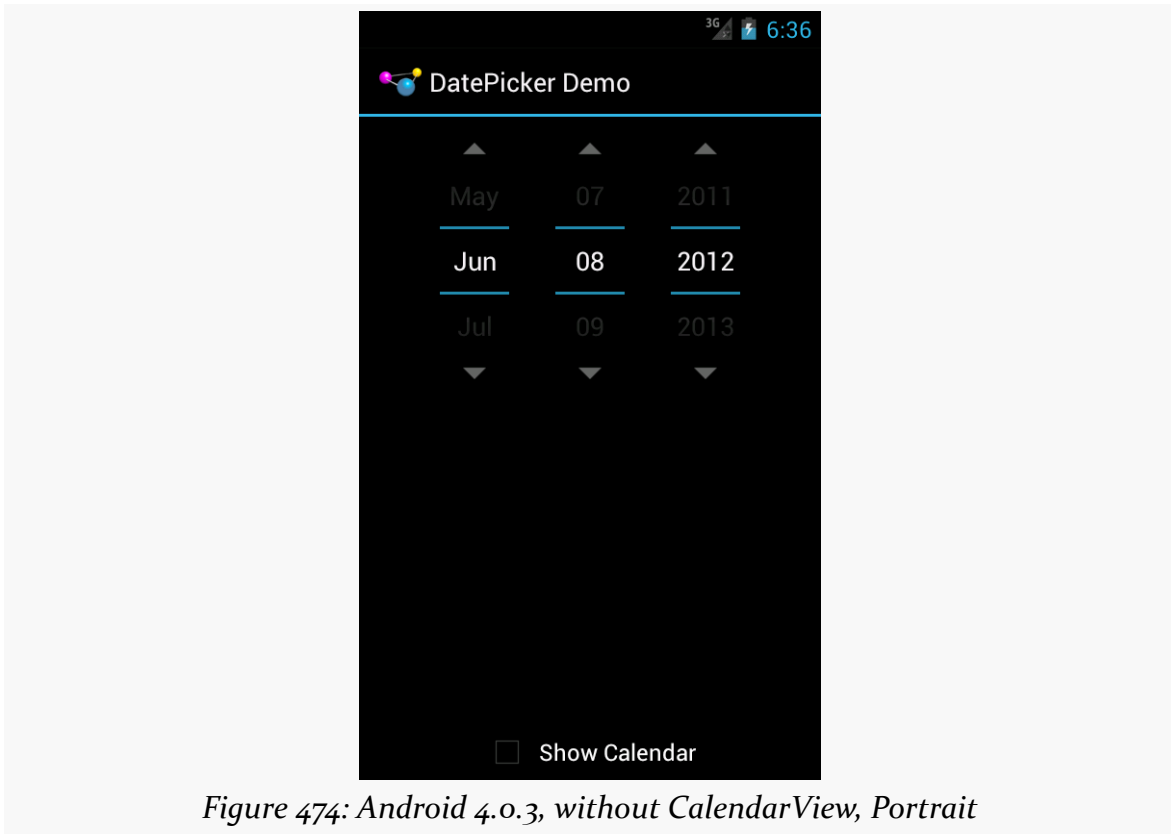 3G 6:36
DatePicker Demo
May 07 2011
Jun 08 2012
Jul 09 2013
Show Calendar
Figure 474: Android 4.0.3, without CalendarView, Portrait